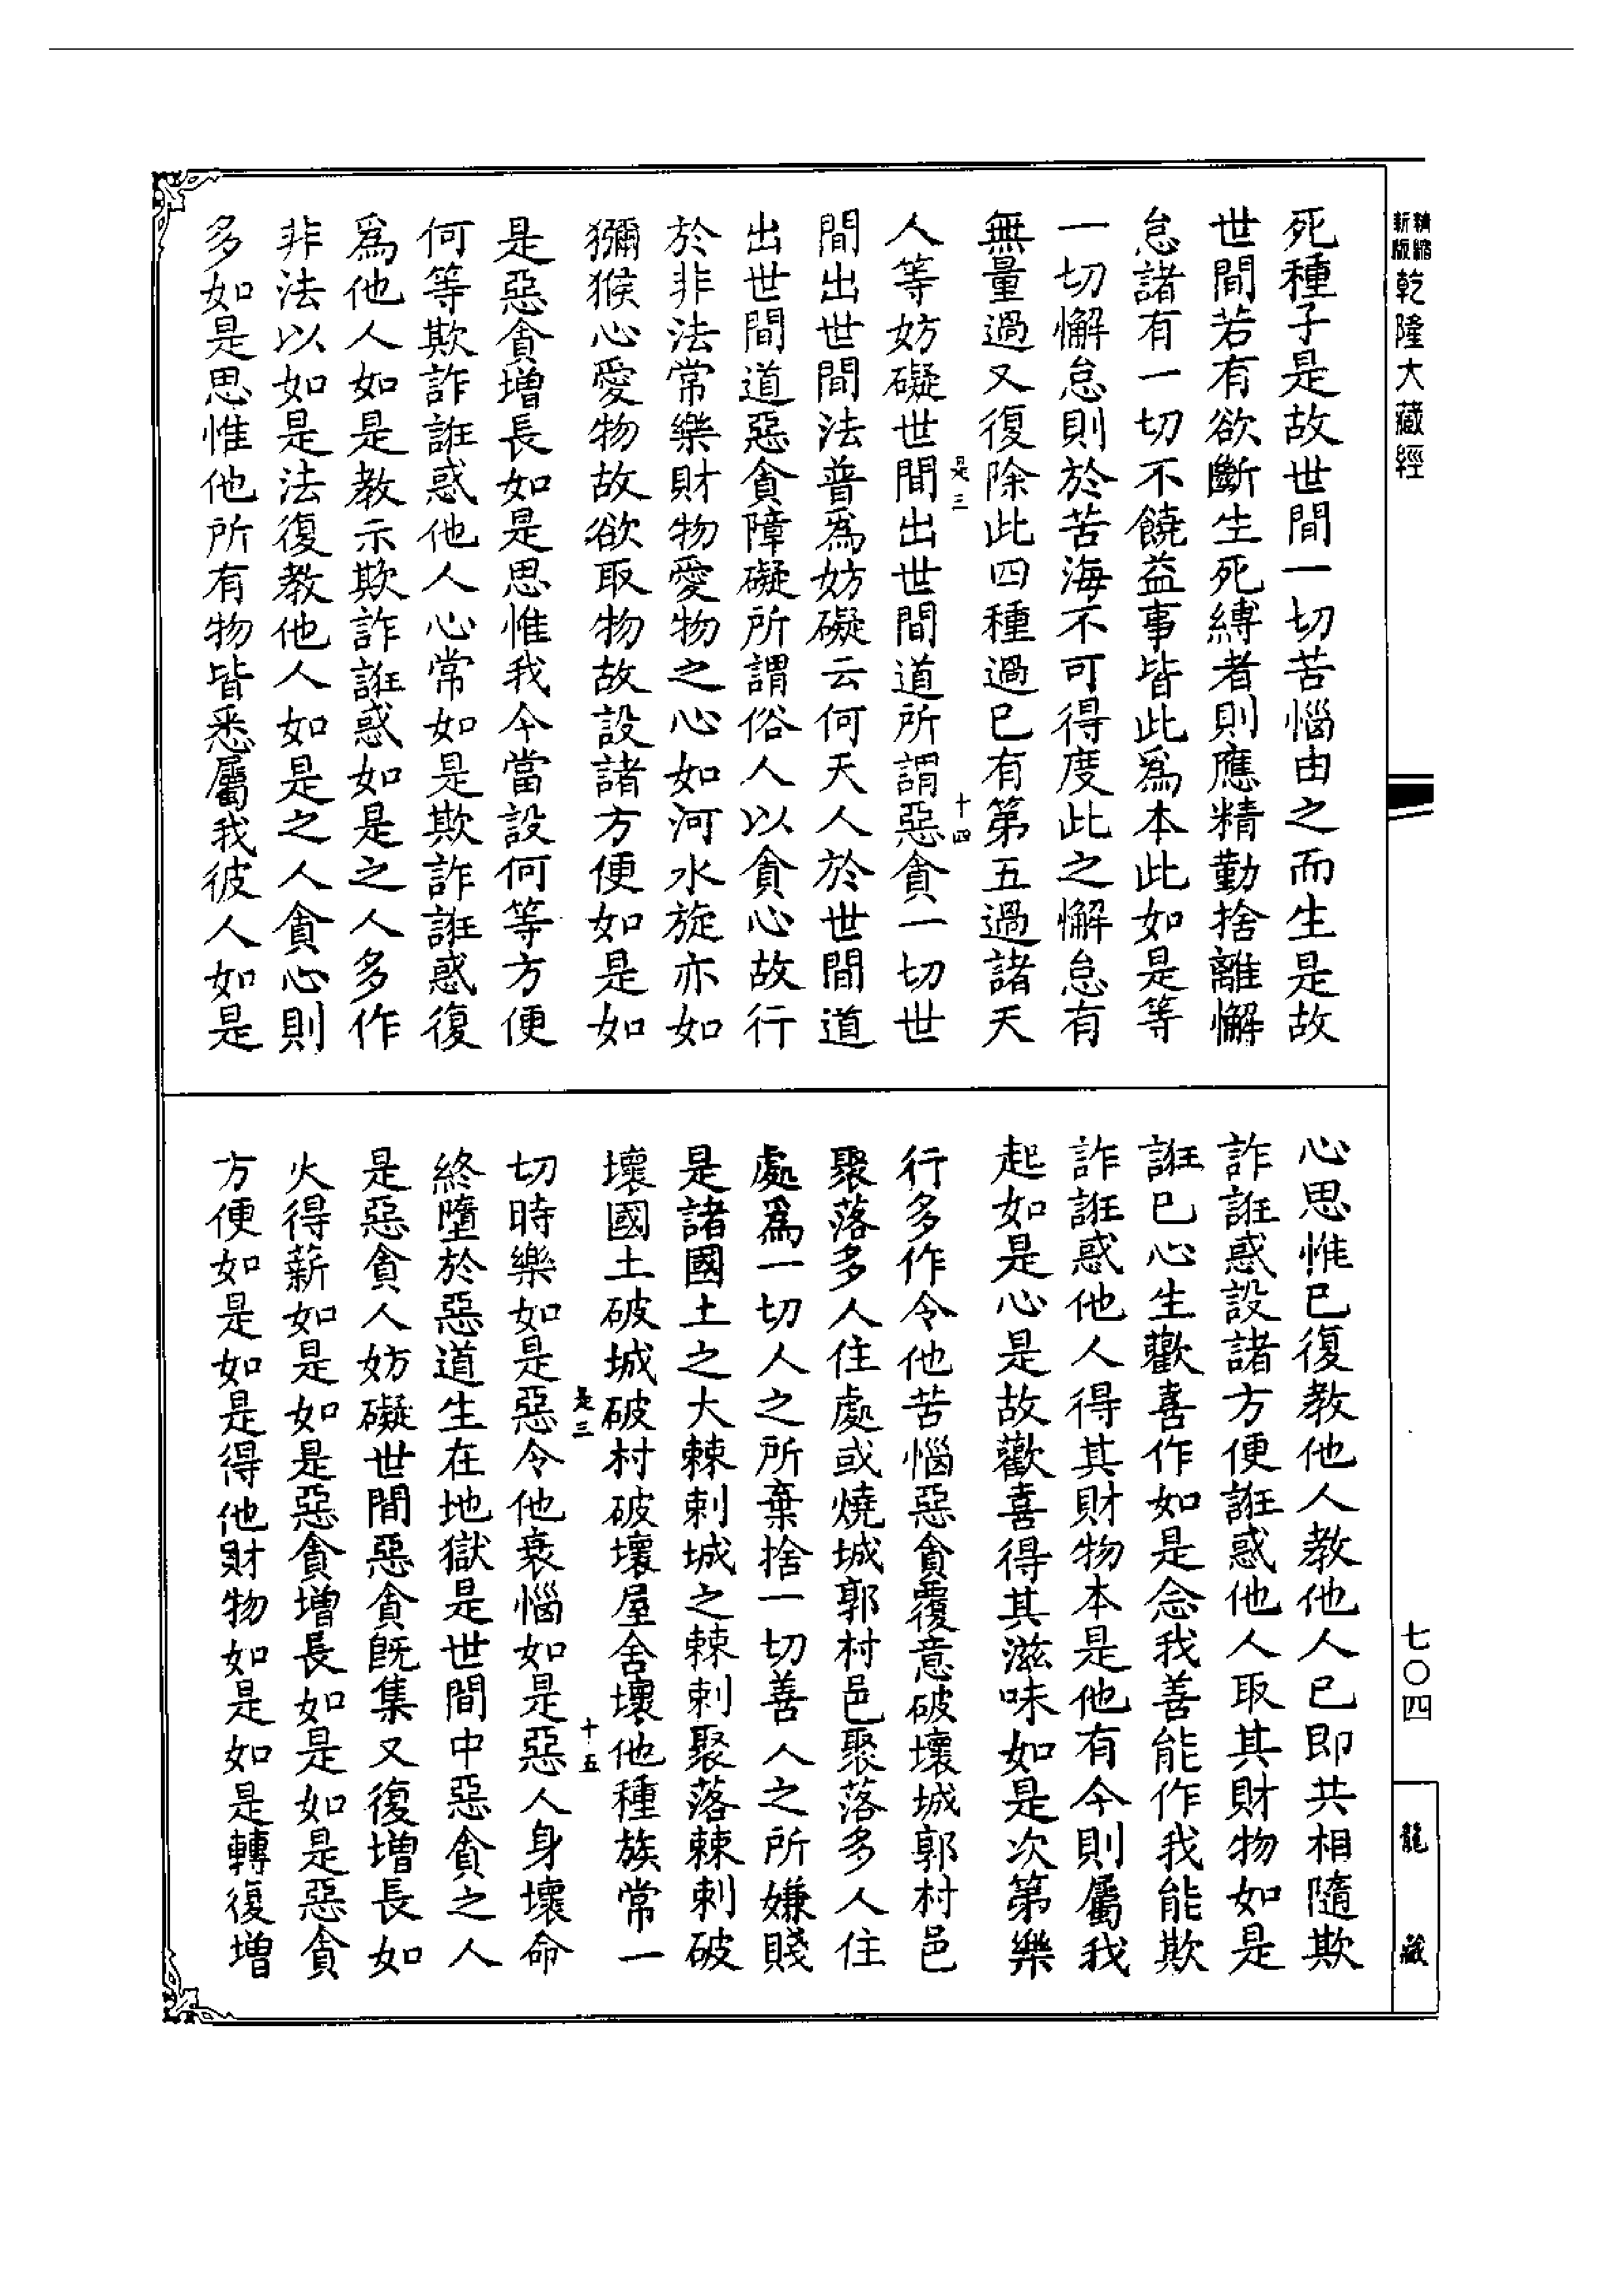 精縮新版乾隆大藏經
死種子是故世間一切苦惱由之而生是故
世間若有欲斷生死縛者則應精勤捨離懈
怠諸有一切不饒益事皆此為本此如是等
一切懈怠則於苦海不可得度此之懈怠有
無量過又復除此四種過已有第五過諸天
是三 十四
人等妨礙世間出世間道所謂惡貪一切世
間出世間法普為妨礙云何天人於世間道
出世間道惡貪障礙所謂俗人以貪心故行
於非法常樂財物愛物之心如河水旋亦如
獼猴心愛物故欲取物故設諸方便如是如
是惡貪增長如是思惟我今當設何等方便
何等欺詐誑惑他人心常如是欺詐誑惑復
為他人如是教示欺詐誑惑如是之人多作
非法以如是法復教他人如是之人貪心則
多如是思惟他所有物皆悉屬我彼人如是
心思惟已復教他人教他人已即共相隨欺
詐誑惑設諸方便誑惑他人取其財物如是
誑已心生歡喜作如是念我善能作我能欺
詐誑惑他人得其財物本是他有今則屬我
起如是心是故歡喜得其滋味如是次第樂
行多作令他苦惱惡貪覆意破壞城郭村邑
聚落多人住處或燒城郭村邑聚落多人住
處為一切人之所棄捨一切善人之所嫌賤
是諸國土之大棘刺城之棘刺聚落棘刺破
壞國土破城破村破壞屋舍壞他種族常一
是三 十五
切時樂如是惡令他衰惱如是惡人身壞命
終墮於惡道生在地獄是世間中惡貪之人
是惡貪人妨礙世間惡貪既集又復增長如
火得薪如是如是惡貪增長如是如是惡貪
方便如是如是得他財物如是如是轉復增
七〇四
龍藏